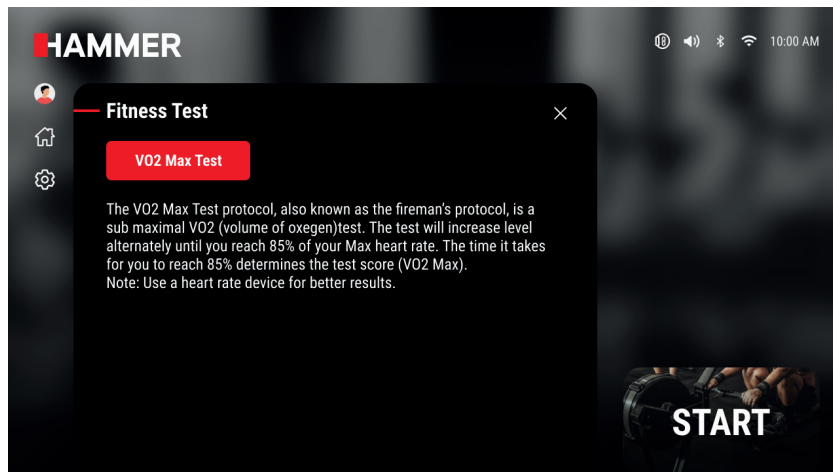 HAMMER
10:00 AM
Fitness Test
VO2 Max Test
The VO2 Max Test protocol, also known as the fireman's protocol, is a
sub maximal VO2 (volume of oxegen)test. The test will increase level
alternately until you reach 85% of your Max heart rate. The time it takes
for you to reach 85% determines the test score (VO2 Max).
Note: Use a heart rate device for better results.
START